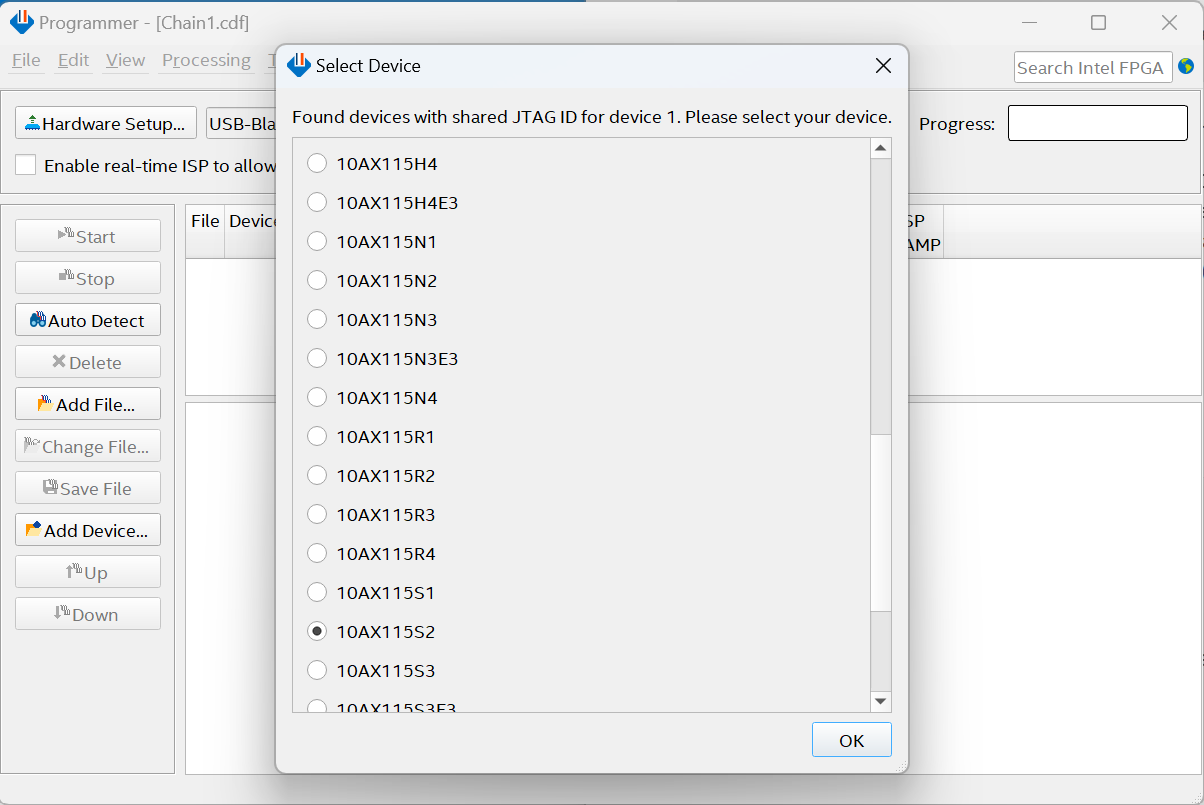 Programmer - [Chain1.cdf]
File Edit View Processing
Search Intel FPGA
Hardware Setup...
USB-Bla
Progress:
Enable real-time ISP to allow
Start
Stop
Auto Detect
Delete
Add File...
Change File...
Save File
Add Device...
Up
Down
File
Device
SP
AMP
Select Device
Found devices with shared JTAG ID for device 1. Please select your device.
10AX115H4
10AX115H4E3
10AX115N1
10AX115N2
10AX115N3
10AX115N3E3
10AX115N4
10AX115R1
10AX115R2
10AX115R3
10AX115R4
10AX115S1
10AX115S2
10AX115S3
10AX115S3E3
OK